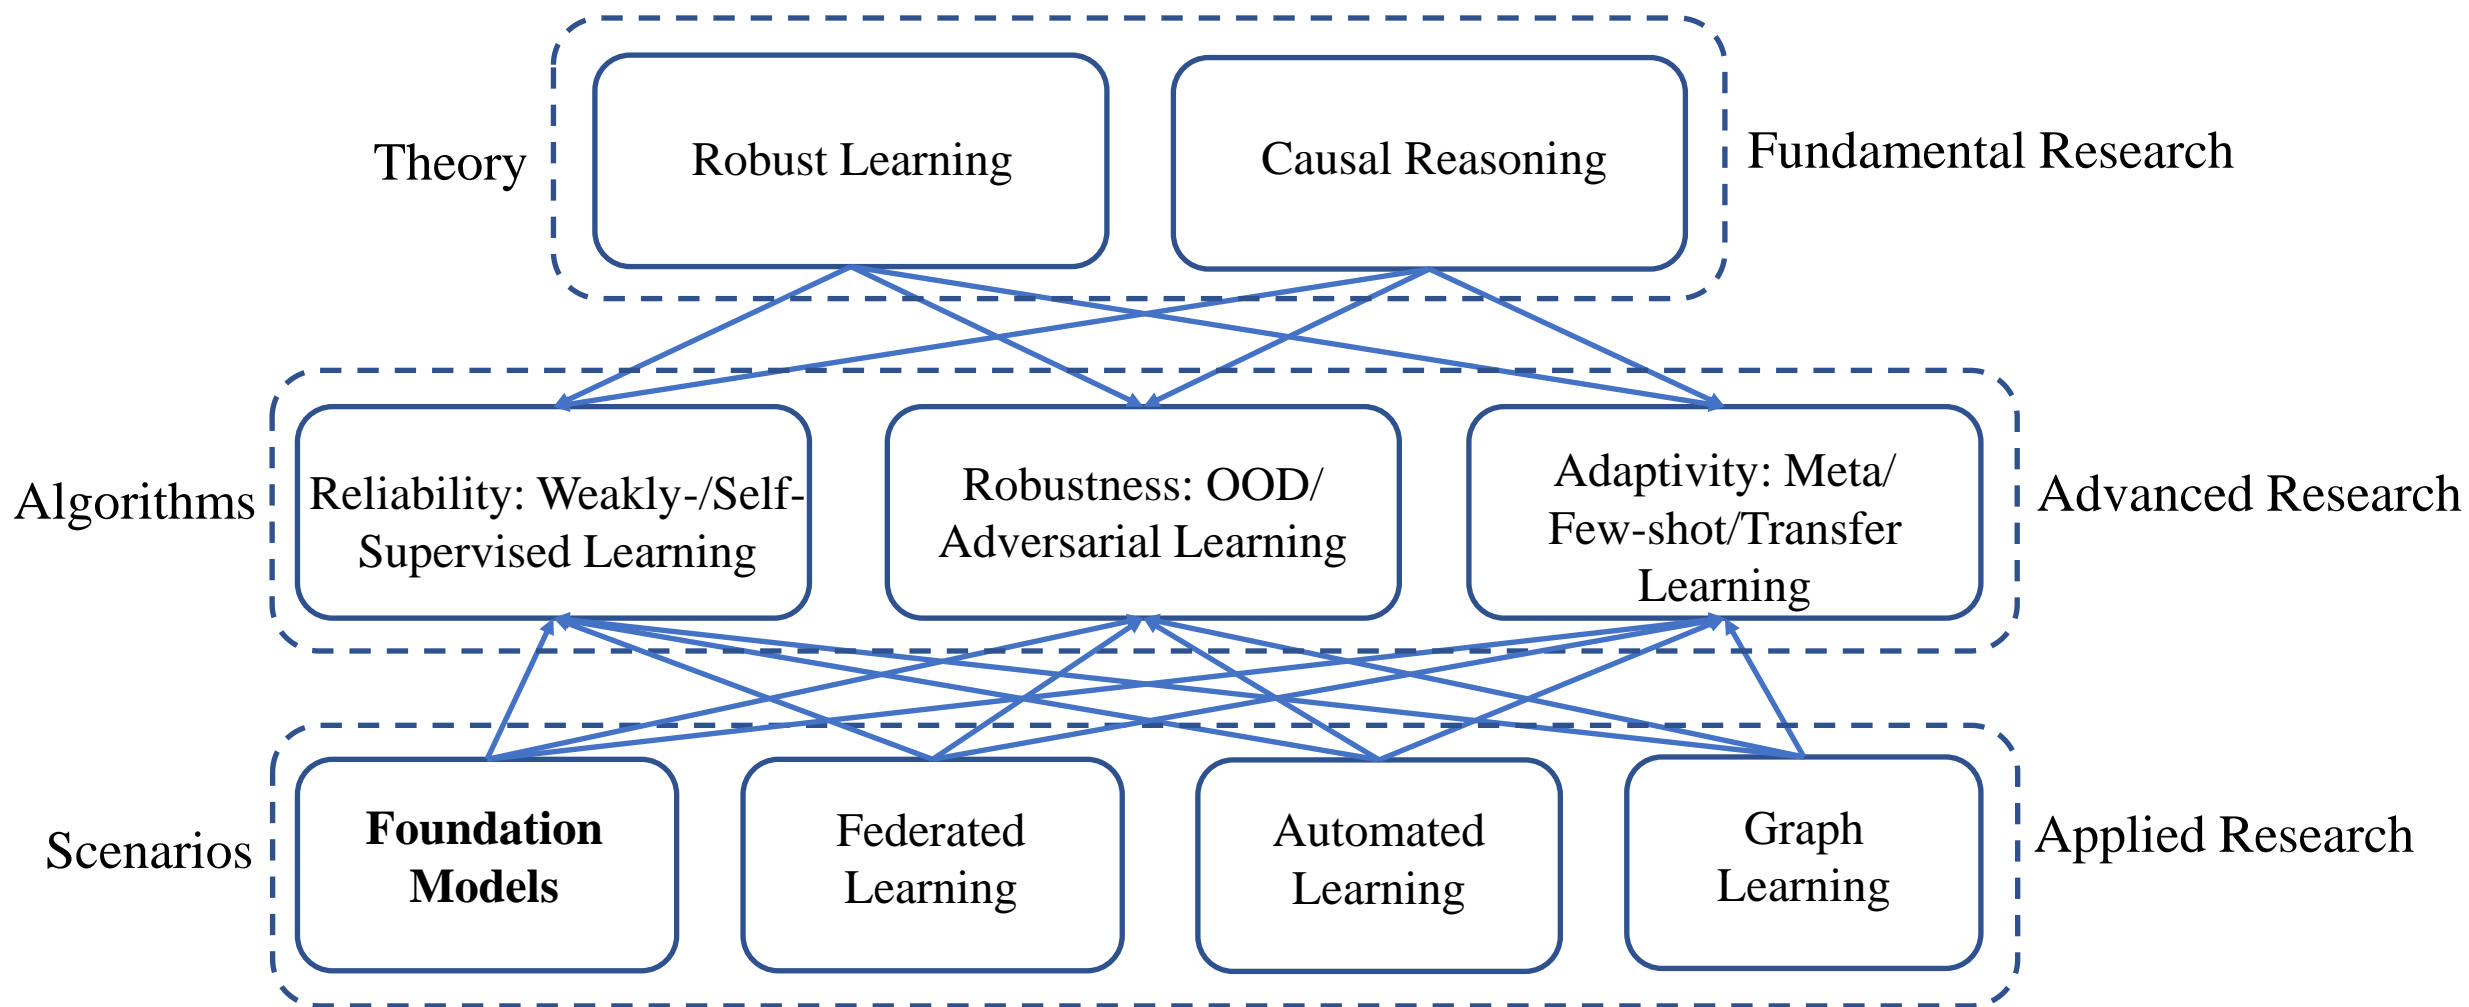 Theory
Robust Learning
Causal Reasoning
Fundamental Research
Algorithms
Reliability: Weakly-/Self-
Supervised Learning
Robustness: OOD/
Adversarial Learning
Adaptivity: Meta/
Few-shot/Transfer
Learning
Advanced Research
Scenarios
Foundation
Models
Federated
Learning
Automated
Learning
Graph
Learning
Applied Research